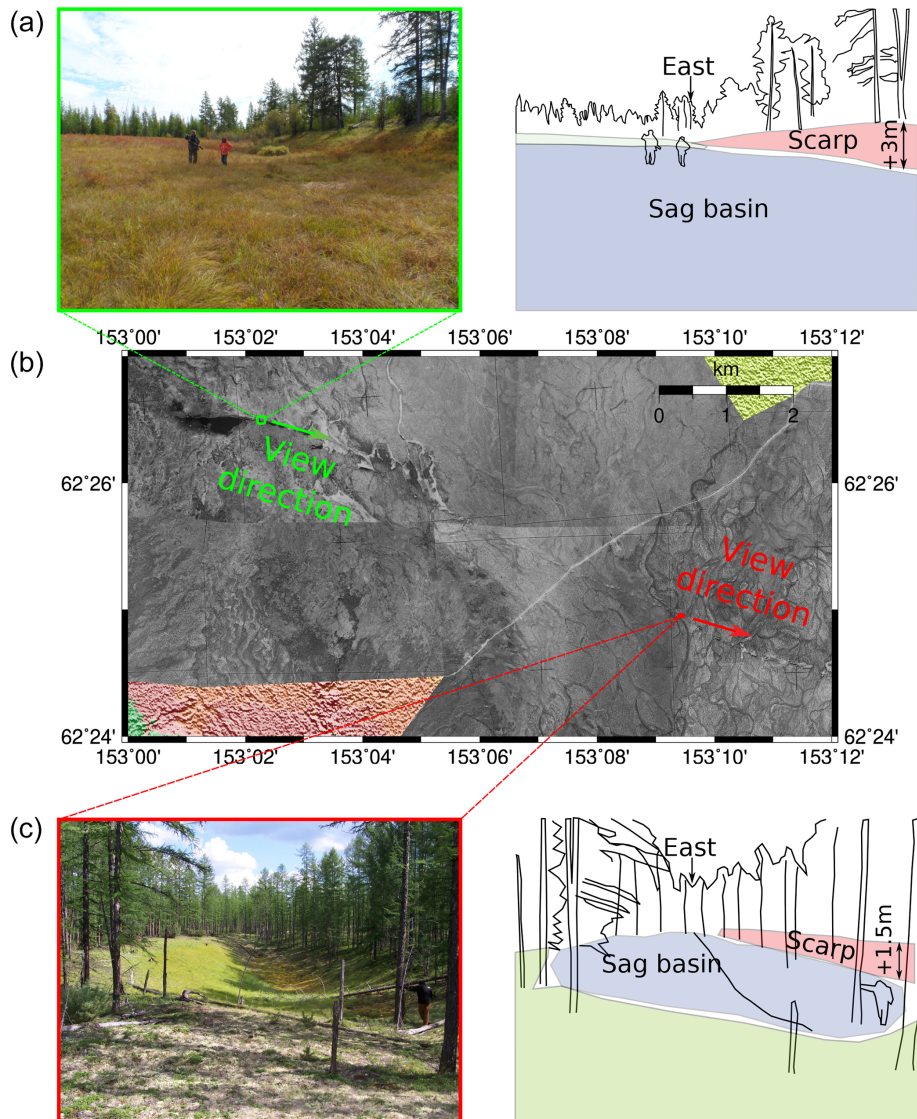 (a)
East
Scarp
+3m
Sag basin
153˚00' 153˚02' 153˚04' 153˚06' 153˚08' 153˚10' 153˚12'
(b)
km
0 1 2
View
direction
62˚26' 62˚26'
View
direction
62˚24' 62˚24'
153˚00' 153˚02' 153˚04' 153˚06' 153˚08' 153˚10' 153˚12'
(c)
East
Scarp
+1.5m
Sag basin